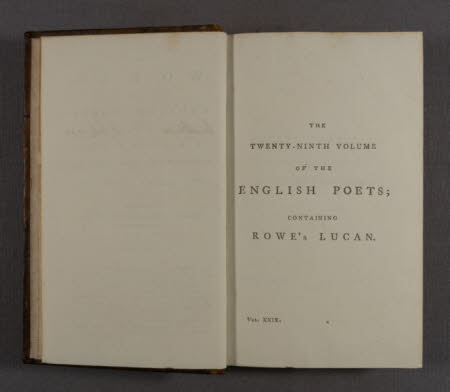 THE
TWENTY-NINTH VOLUME
OF THE
ENGLISH POETS;
CONTAINING
ROWE's LUCAN.
VOL. XXIX.